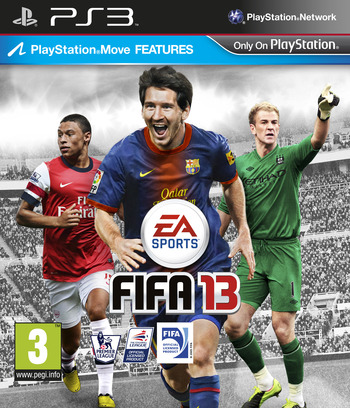 PS3
PlayStation®Network
PlayStation®Move FEATURES
Only On PlayStation®
Qatar
Foundation
Fly
Emirates
EA
SPORTS
FIFA 13
3
www.pegi.info
PREMIER
LEAGUE
OFFICIAL
LICENSED
PRODUCT
FIFA
OFFICIAL
LICENSED PRODUCT